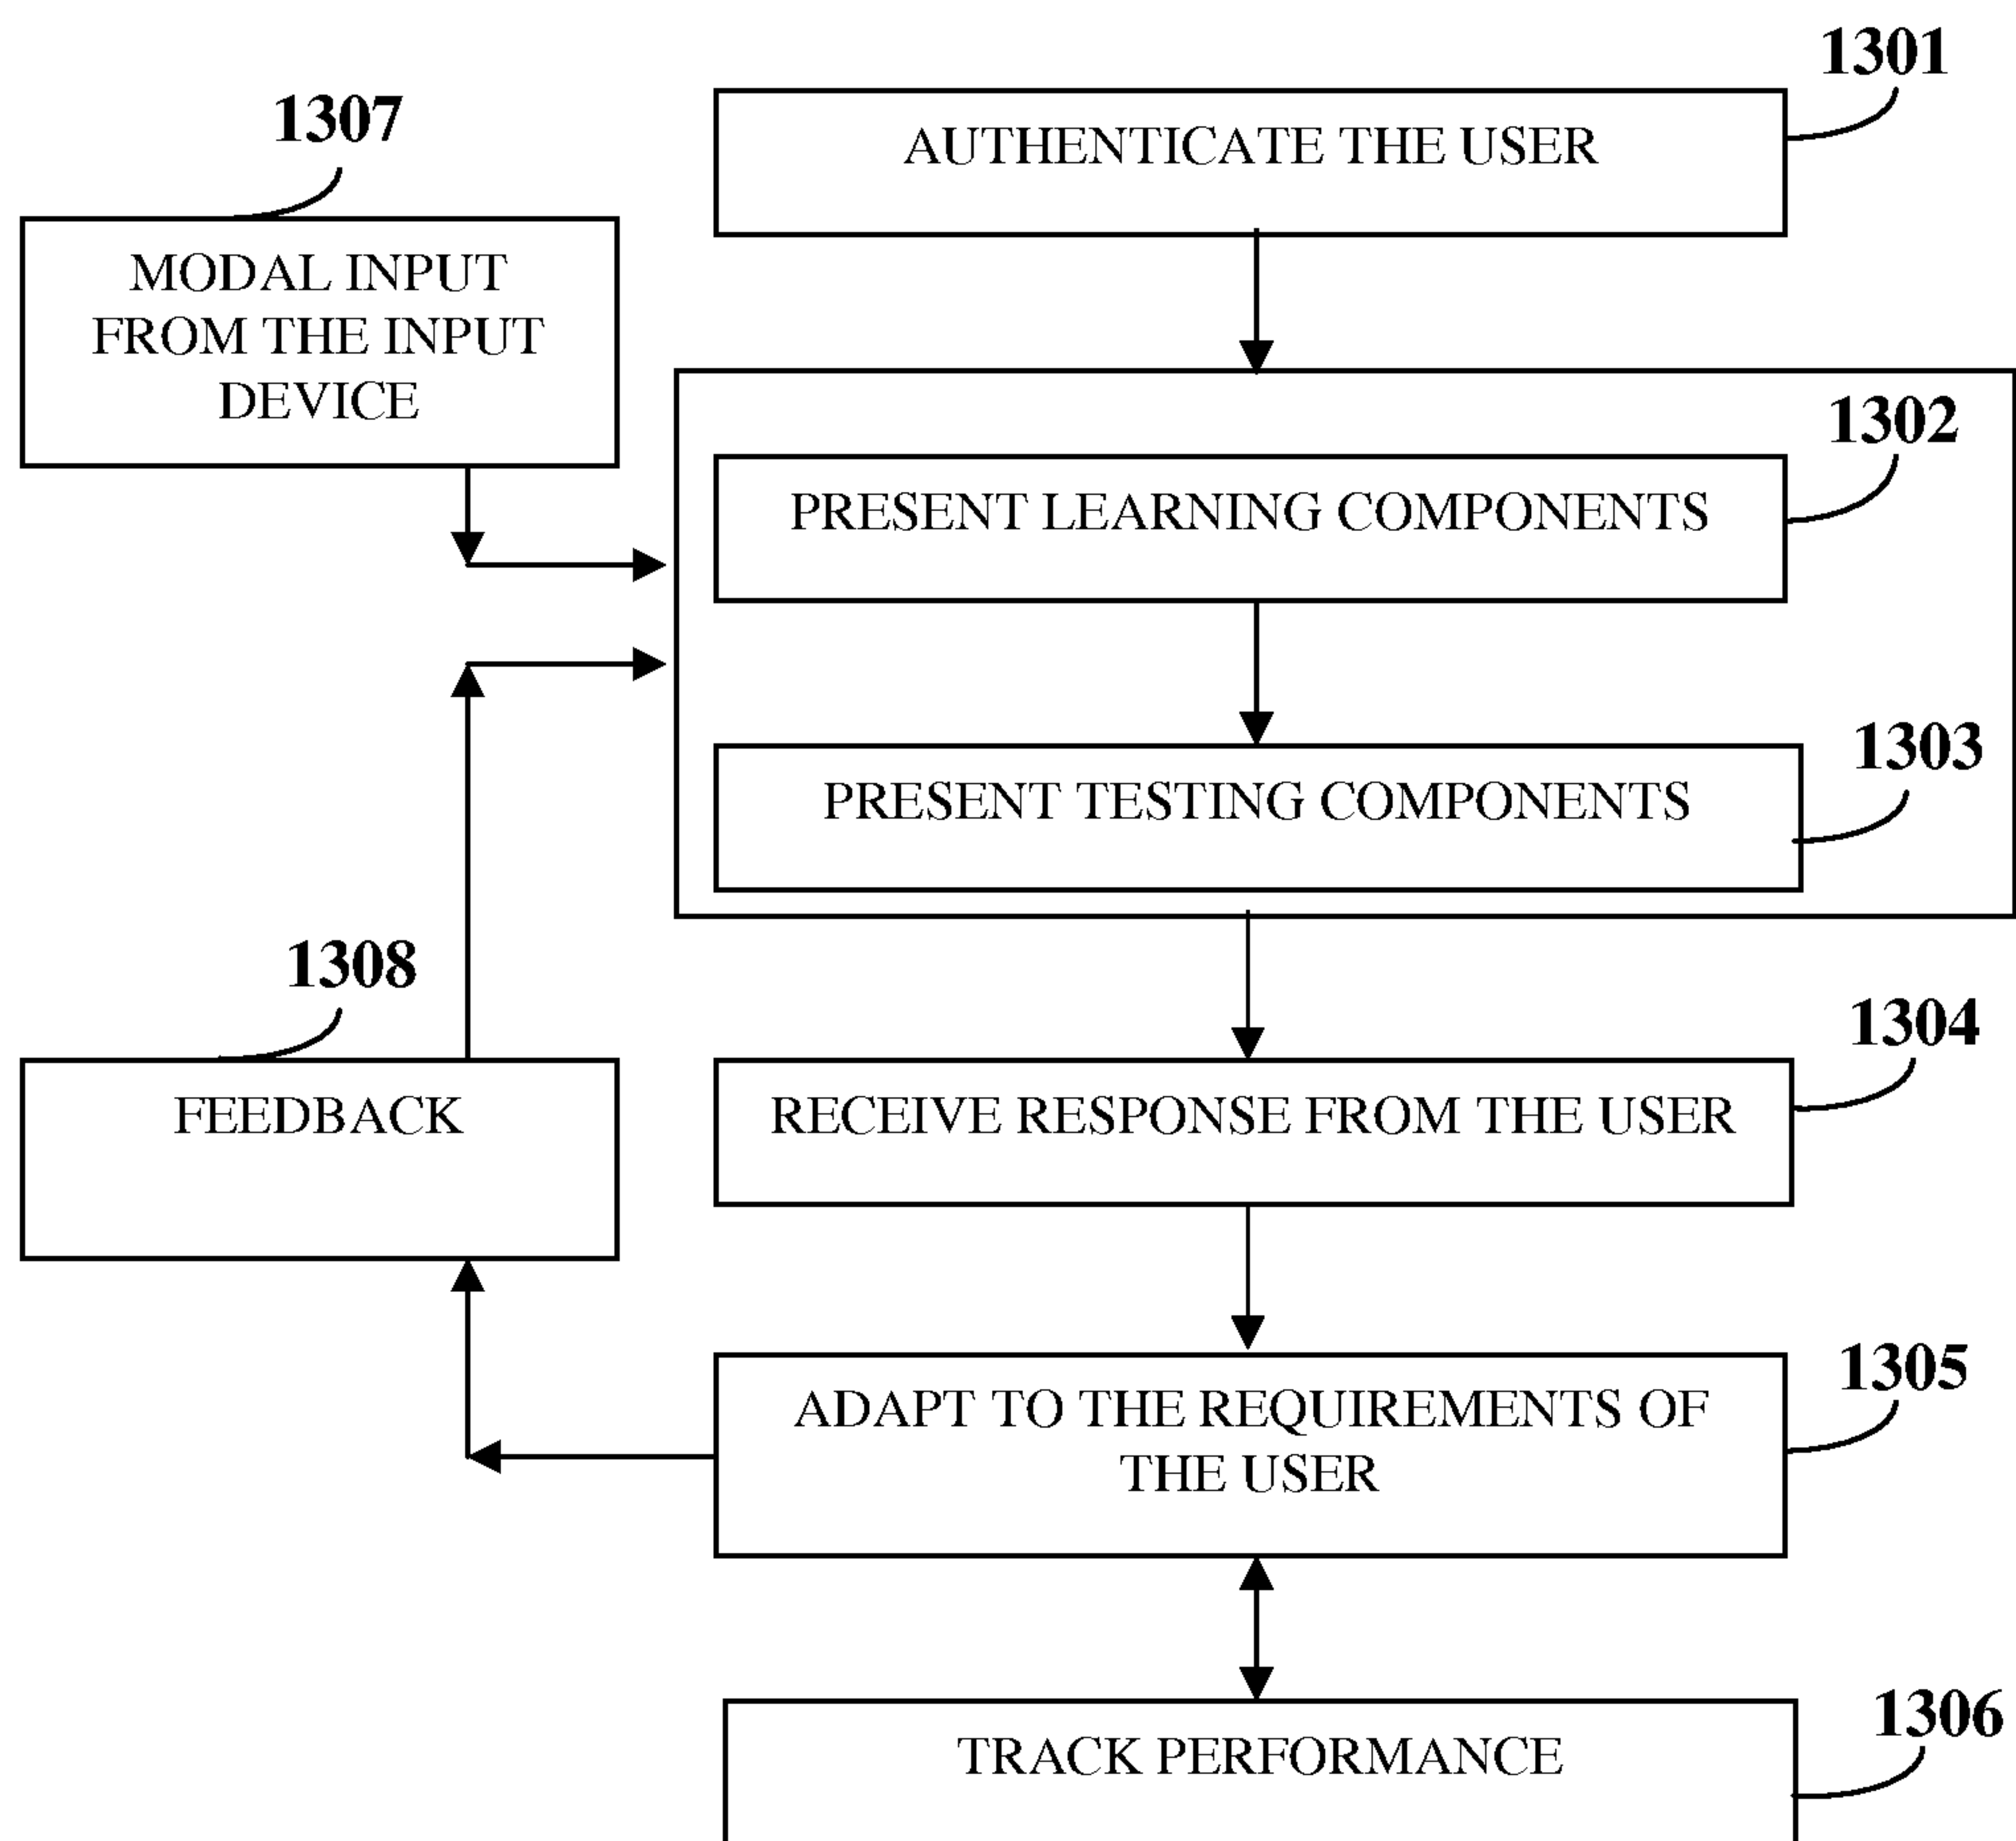 1301
AUTHENTICATE THE USER
1307
MODAL INPUT
FROM THE INPUT
DEVICE
1302
PRESENT LEARNING COMPONENTS
1303
PRESENT TESTING COMPONENTS
1308
FEEDBACK
1304
RECEIVE RESPONSE FROM THE USER
1305
ADAPT TO THE REQUIREMENTS OF
THE USER
1306
TRACK PERFORMANCE